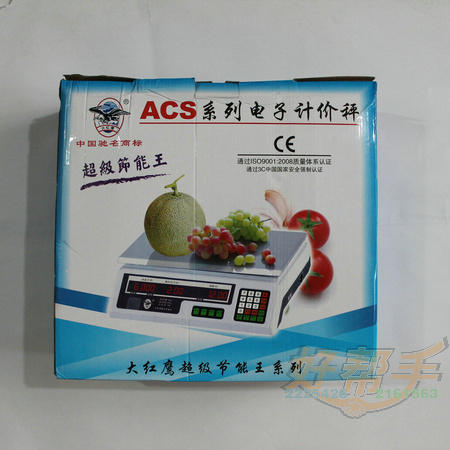 ACS系列电子计价秤
中国驰名商标
超級節能王
CE
通过ISO9001:2008质量体系认证
通过3C中国国家安全强制认证
大红鹰超级节能王系列
好帮手